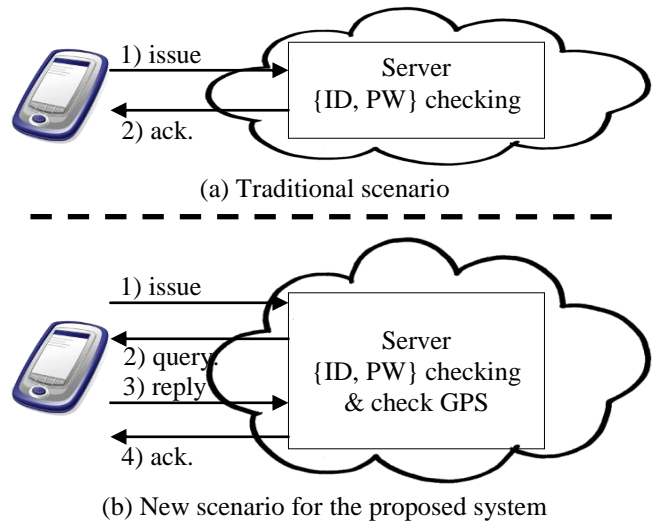 1) issue
Server
{ID, PW} checking
2) ack.
(a) Traditional scenario
1) issue
2) query.
3) reply
4) ack.
Server
{ID, PW} checking
& check GPS
(b) New scenario for the proposed system